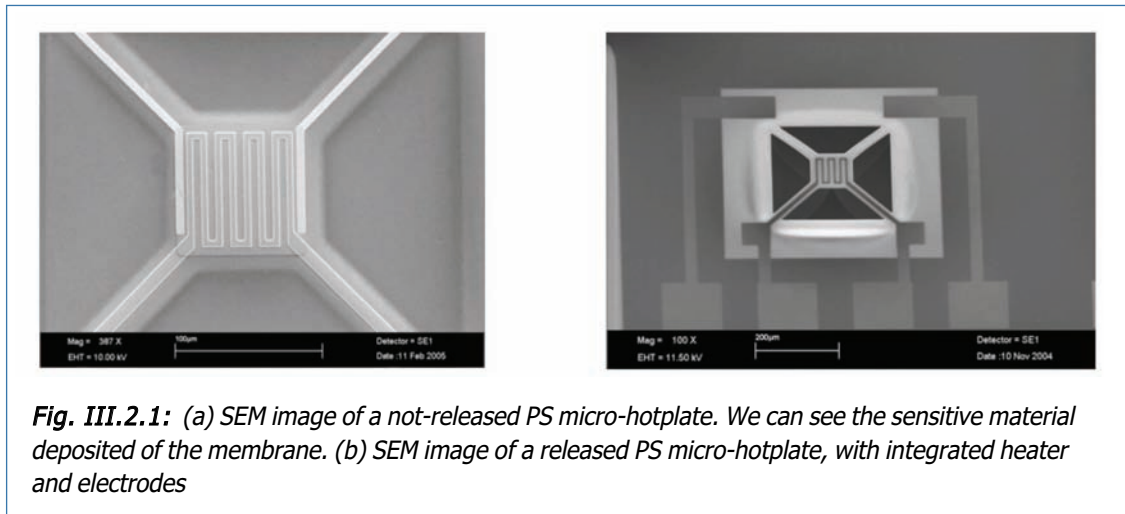 Mag = 387 X
100µm
Detector = SE1
EHT = 10.00 kV
Date :11 Feb 2005
Mag = 100 X
200µm
Detector = SE1
EHT = 11.50 kV
Date :10 Nov 2004
Fig. III.2.1: (a) SEM image of a not-released PS micro-hotplate. We can see the sensitive material
deposited of the membrane. (b) SEM image of a released PS micro-hotplate, with integrated heater
and electrodes